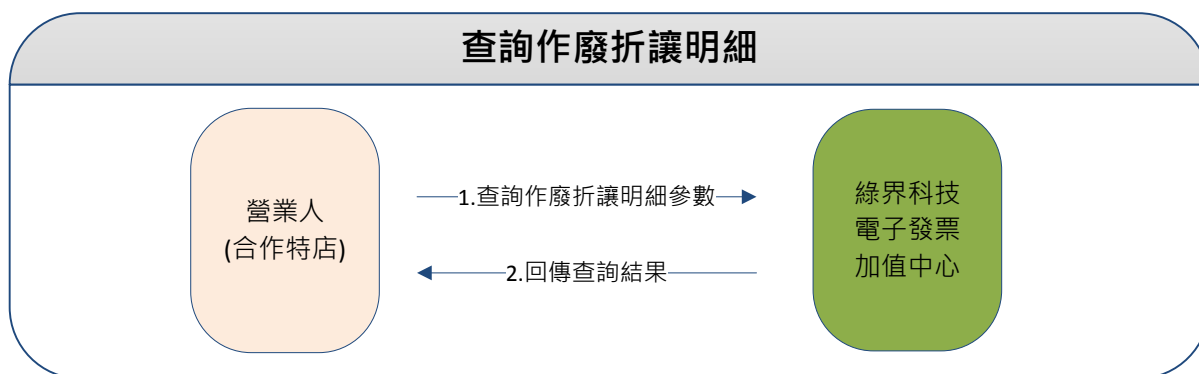 查詢作廢折讓明細
營業人
(合作特店)
1.查詢作廢折讓明細參數
2.回傳查詢結果
綠界科技
電子發票
加值中心